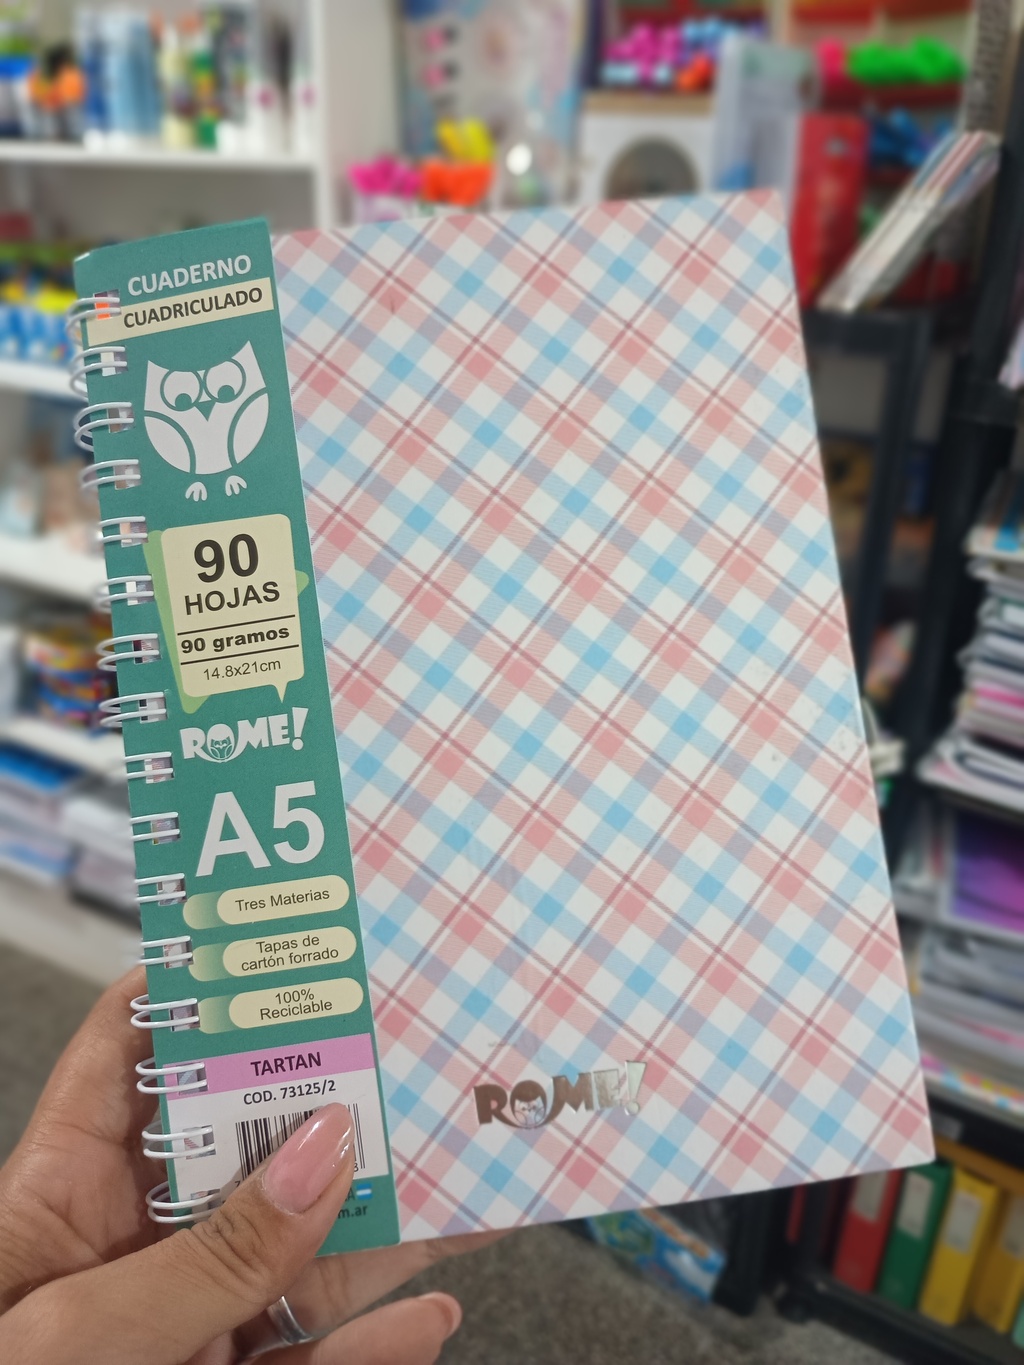 CUADERNO
CUADRICULADO
90
HOJAS
90 gramos
14.8x21cm
ROME!
A5
Tres Materias
Tapas de
cartón forrado
100%
Reciclable
TARTAN
COD. 73125/2
ROME!